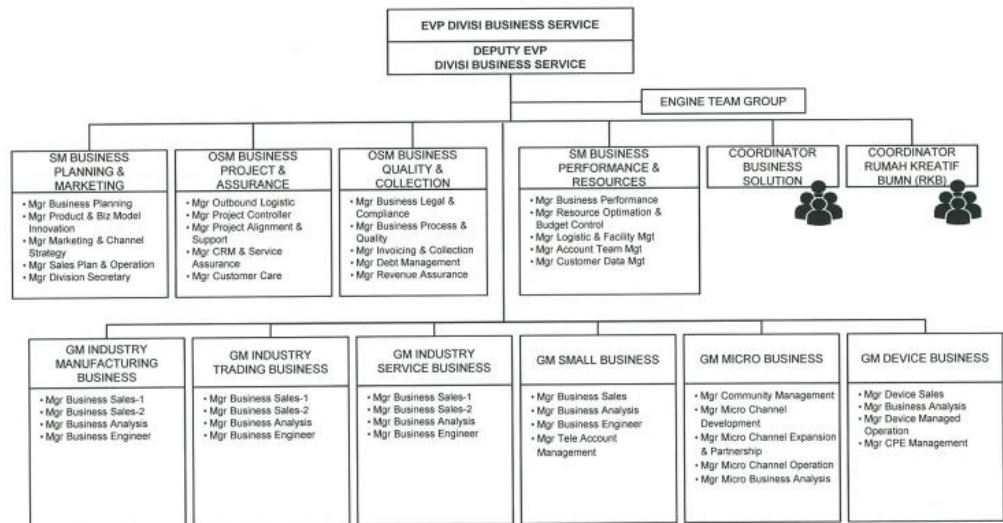 EVP DIVISI BUSINESS SERVICE
DEPUTY EVP
DIVISI BUSINESS SERVICE
ENGINE TEAM GROUP
SM BUSINESS
PLANNING &
MARKETING
• Mgr Business Planning
• Mgr Product & Biz Model
Innovation
• Mgr Marketing & Channel
Strategy
• Mgr Sales Plan & Operation
• Mgr Division Secretary
OSM BUSINESS
PROJECT &
ASSURANCE
• Mgr Outbound Logistic
• Mgr Project Controller
• Mgr Project Alignment &
Support
• Mgr CRM & Service
Assurance
• Mgr Customer Care
OSM BUSINESS
QUALITY &
COLLECTION
• Mgr Business Legal &
Compliance
• Mgr Business Process &
Quality
• Mgr Invoicing & Collection
• Mgr Debt Management
• Mgr Revenue Assurance
SM BUSINESS
PERFORMANCE &
RESOURCES
• Mgr Business Performance
• Mgr Resource Optimation &
Budget Control
• Mgr Logistic & Facility Mgt
• Mgr Account Team Mgt
• Mgr Customer Data Mgt
COORDINATOR
BUSINESS
SOLUTION
COORDINATOR
RUMAH KREATIF
BUMN (RKB)
GM INDUSTRY
MANUFACTURING
BUSINESS
• Mgr Business Sales-1
• Mgr Business Sales-2
• Mgr Business Analysis
• Mgr Business Engineer
GM INDUSTRY
TRADING BUSINESS
• Mgr Business Sales-1
• Mgr Business Sales-2
• Mgr Business Analysis
• Mgr Business Engineer
GM INDUSTRY
SERVICE BUSINESS
• Mgr Business Sales-1
• Mgr Business Sales-2
• Mgr Business Analysis
• Mgr Business Engineer
GM SMALL BUSINESS
• Mgr Business Sales
• Mgr Business Analysis
• Mgr Business Engineer
• Mgr Tele Account
Management
GM MICRO BUSINESS
• Mgr Community Management
• Mgr Micro Channel
Development
• Mgr Micro Channel Expansion
& Partnership
• Mgr Micro Channel Operation
• Mgr Micro Business Analysis
GM DEVICE BUSINESS
• Mgr Device Sales
• Mgr Business Analysis
• Mgr Device Managed
Operation
• Mgr CPE Management